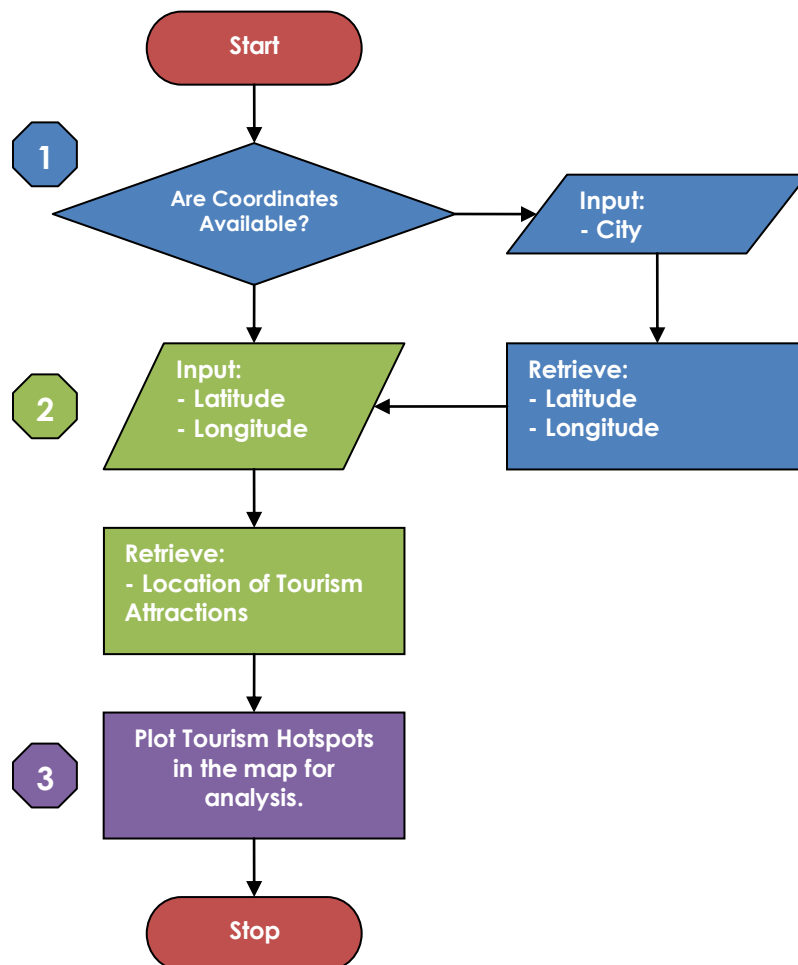 Start
1
Are Coordinates
Available?
Input:
- City
2
Input:
- Latitude
- Longitude
Retrieve:
- Latitude
- Longitude
Retrieve:
- Location of Tourism
Attractions
3
Plot Tourism Hotspots
in the map for
analysis.
Stop